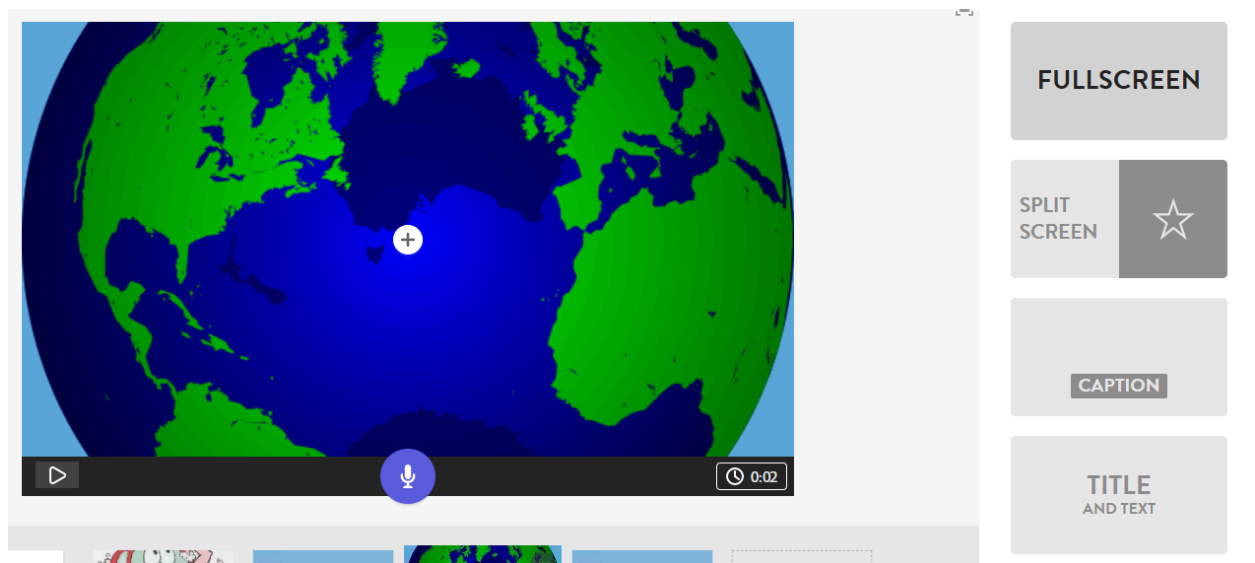 FULLSCREEN
SPLIT
SCREEN
CAPTION
0:02
TITLE
AND TEXT